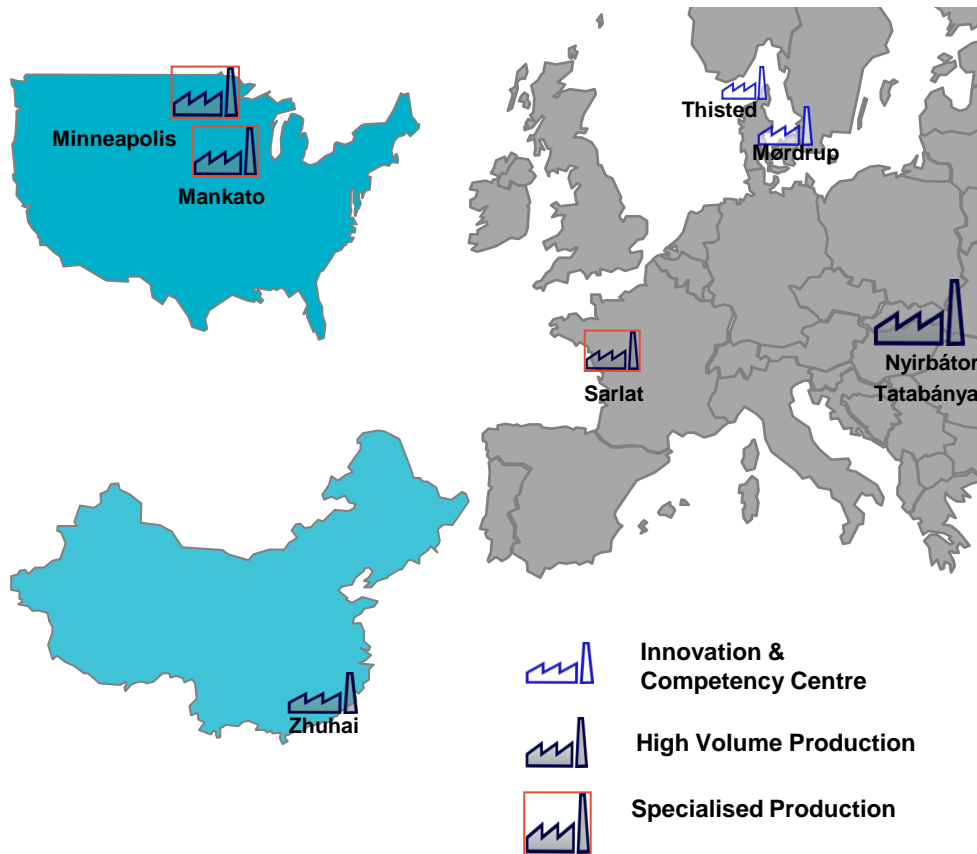 Minneapolis
Mankato
Thisted
Mørdrup
Sarlat
Nyirbátor
Tatabánya
Zhuhai
Innovation &
Competency Centre
High Volume Production
Specialised Production